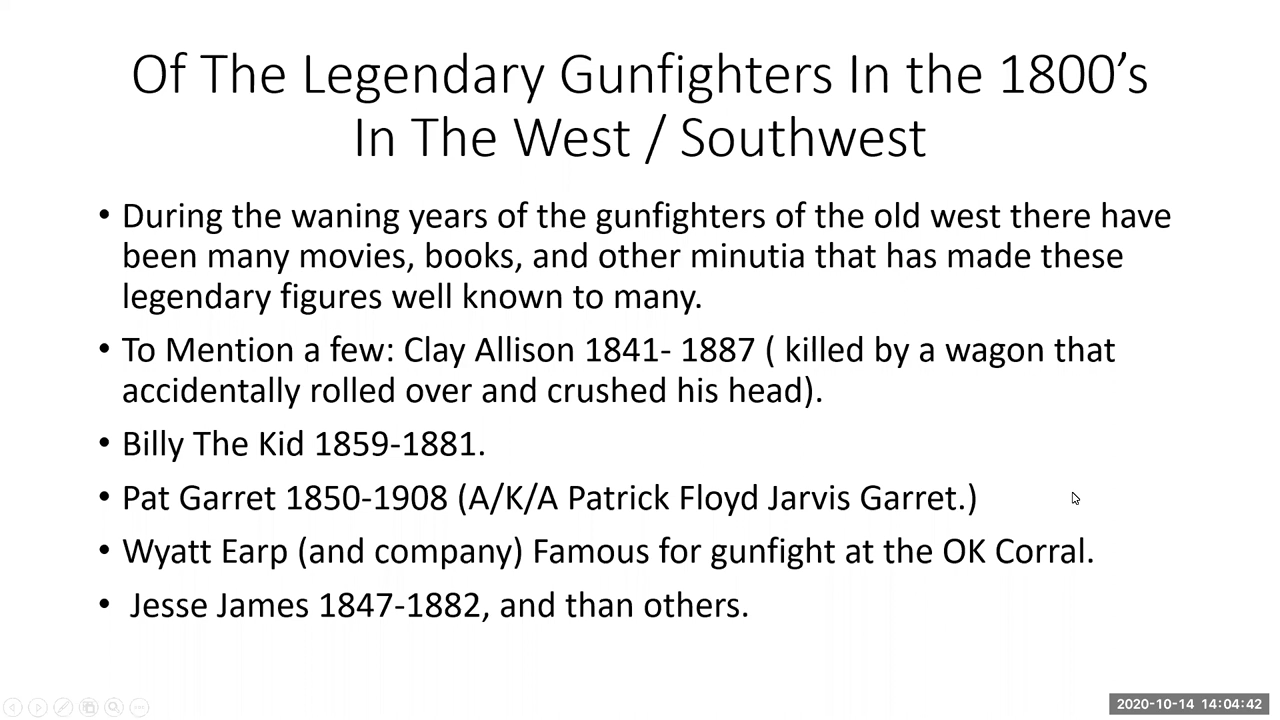 Of The Legendary Gunfighters In the 1800’s
In The West / Southwest
• During the waning years of the gunfighters of the old west there have
been many movies, books, and other minutia that has made these
legendary figures well known to many.
• To Mention a few: Clay Allison 1841- 1887 ( killed by a wagon that
accidentally rolled over and crushed his head).
• Billy The Kid 1859-1881.
• Pat Garret 1850-1908 (A/K/A Patrick Floyd Jarvis Garret.)
• Wyatt Earp (and company) Famous for gunfight at the OK Corral.
• Jesse James 1847-1882, and than others.
2020-10-14 14:04:42